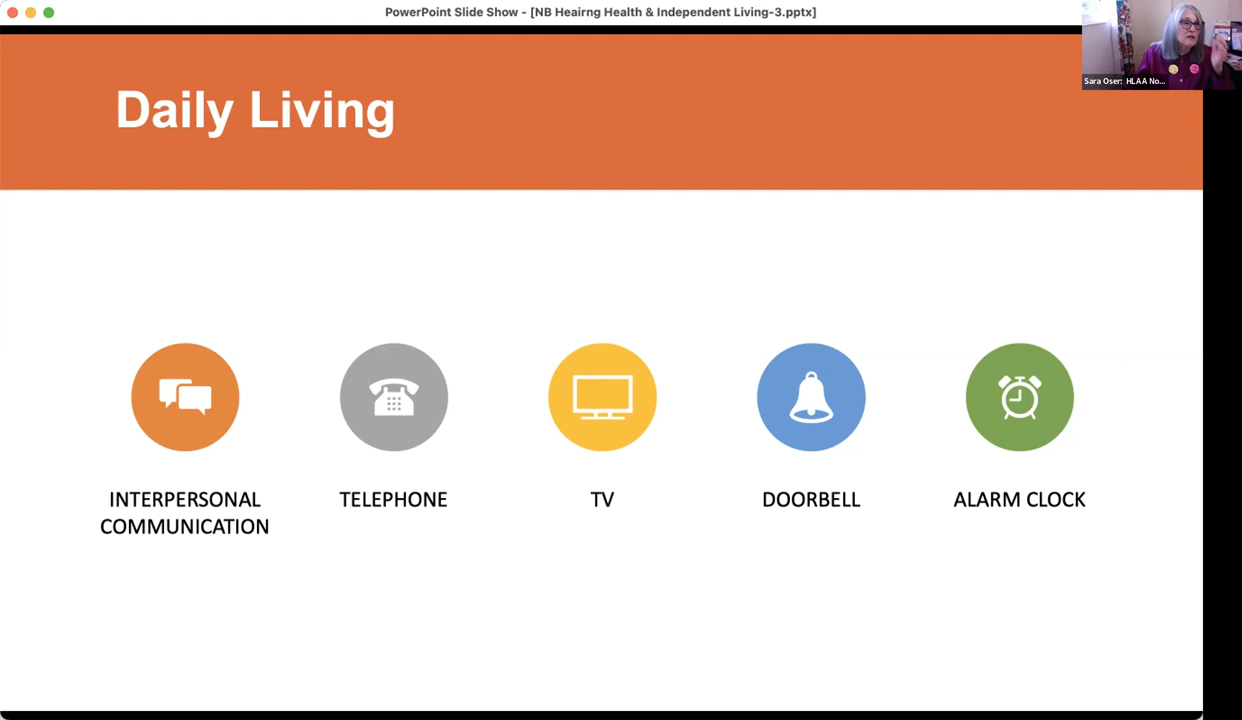 PowerPoint Slide Show - [NB Heairng Health & Independent Living-3.pptx]
Sara Oser: HLAA No...
Daily Living
INTERPERSONAL
COMMUNICATION
TELEPHONE
TV
DOORBELL
ALARM CLOCK